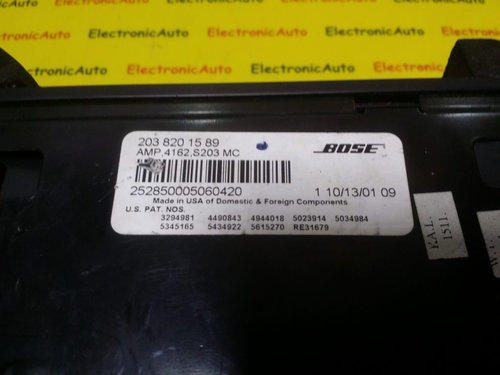 ElectronicAuto ElectronicAuto ElectronicAuto
ElectronicAuto ElectronicAuto ElectronicAuto
203 820 15 89
AMP,4162,S203 MC
BOSE
252850005060420 1 10/13/01 09
Made in USA of Domestic & Foreign Components
U.S. PAT. NOS.
3294981 4490843 4944018 5023914 5034984
5345165 5434922 5615270 RE31679
P.A.L.
1511.